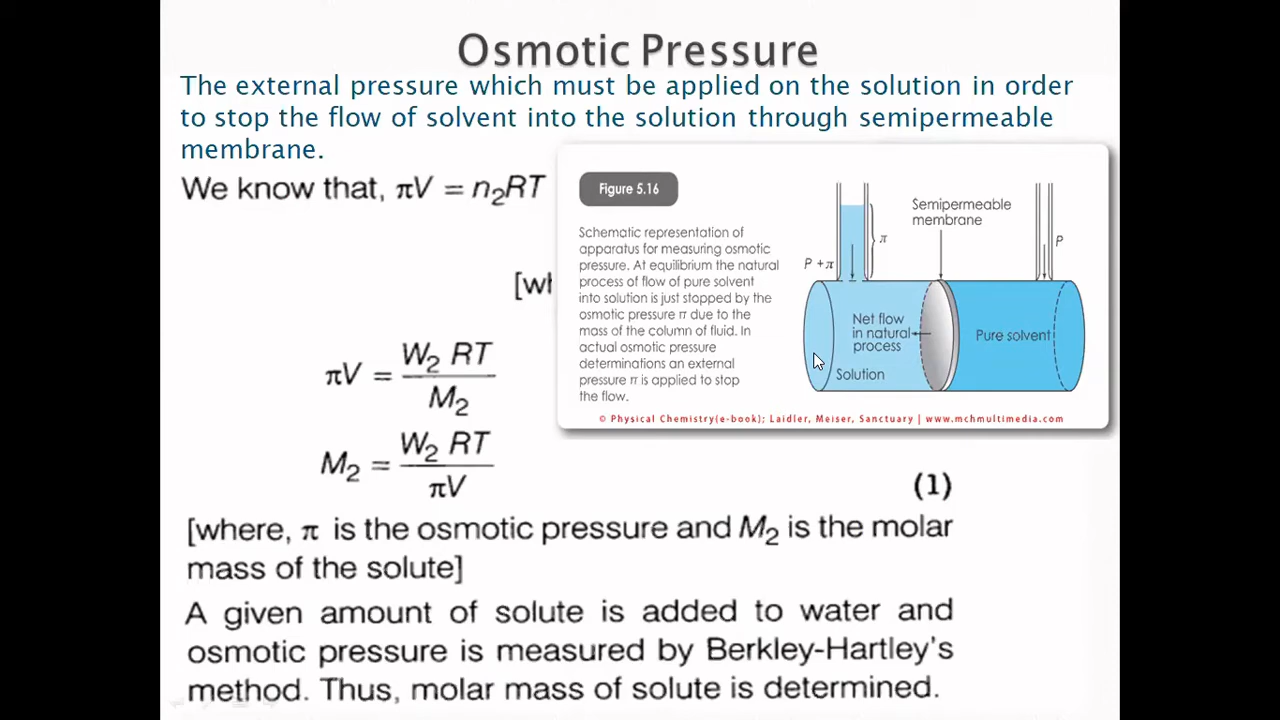 Osmotic Pressure
The external pressure which must be applied on the solution in order
to stop the flow of solvent into the solution through semipermeable
membrane.
We know that, πV = n₂RT
[wh
πV = W₂ RT / M₂
M₂ = W₂ RT / πV
(1)
[where, π is the osmotic pressure and M₂ is the molar
mass of the solute]
A given amount of solute is added to water and
osmotic pressure is measured by Berkley-Hartley's
method. Thus, molar mass of solute is determined.
Figure 5.16
Schematic representation of
apparatus for measuring osmotic
pressure. At equilibrium the natural
process of flow of pure solvent
into solution is just stopped by the
osmotic pressure π due to the
mass of the column of fluid. In
actual osmotic pressure
determinations an external
pressure π is applied to stop
the flow.
Semipermeable
membrane
π
P
P + π
Net flow
in natural
process
Pure solvent
Solution
© Physical Chemistry(e-book); Laidler, Meiser, Sanctuary | www.mchmultimedia.com